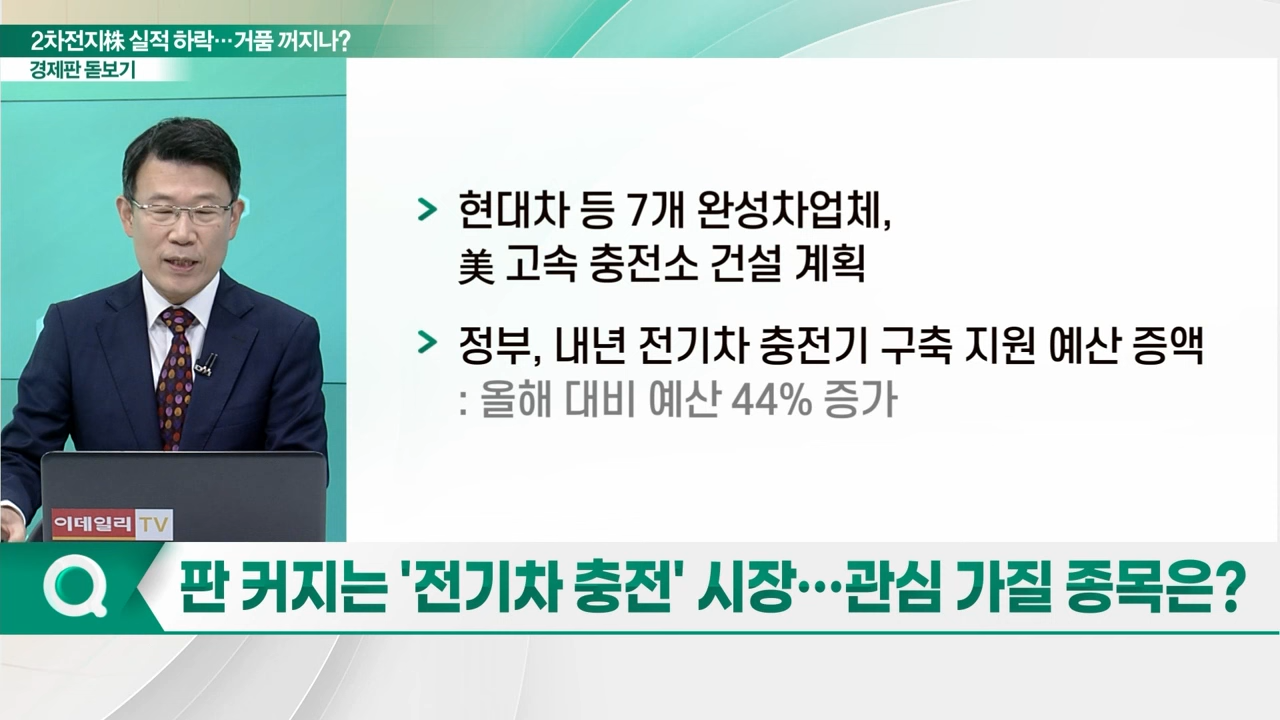 2차전지株 실적 하락…거품 꺼지나?
경제판 돋보기
> 현대차 등 7개 완성차업체,
美 고속 충전소 건설 계획
> 정부, 내년 전기차 충전기 구축 지원 예산 증액
: 올해 대비 예산 44% 증가
이데일리TV
판 커지는 '전기차 충전' 시장…관심 가질 종목은?